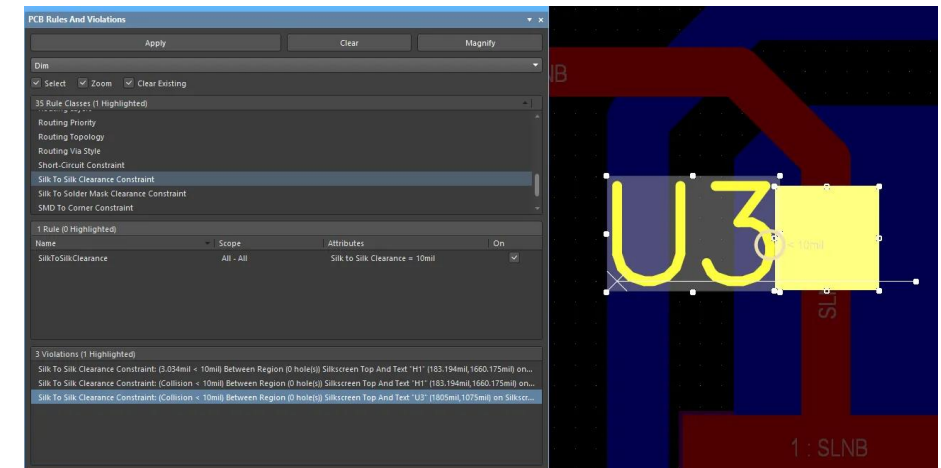 PCB Rules And Violations
Apply
Clear
Magnify
Dim
Select
Zoom
Clear Existing
35 Rule Classes (1 Highlighted)
Routing Priority
Routing Topology
Routing Via Style
Short-Circuit Constraint
Silk To Silk Clearance Constraint
Silk To Solder Mask Clearance Constraint
SMD To Corner Constraint
1 Rule (0 Highlighted)
Name Scope Attributes On
SilkToSilkClearance All - All Silk to Silk Clearance = 10mil
3 Violations (1 Highlighted)
Silk To Silk Clearance Constraint: (3.034mil < 10mil) Between Region (0 hole(s)) Silkscreen Top And Text "H1" (183.194mil,1660.175mil) on...
Silk To Silk Clearance Constraint: (Collision < 10mil) Between Region (0 hole(s)) Silkscreen Top And Text "H1" (183.194mil,1660.175mil) on...
Silk To Silk Clearance Constraint: (Collision < 10mil) Between Region (0 hole(s)) Silkscreen Top And Text "U3" (1805mil,1075mil) on Silkscr...
U3
< 10mil
1 : SLNB